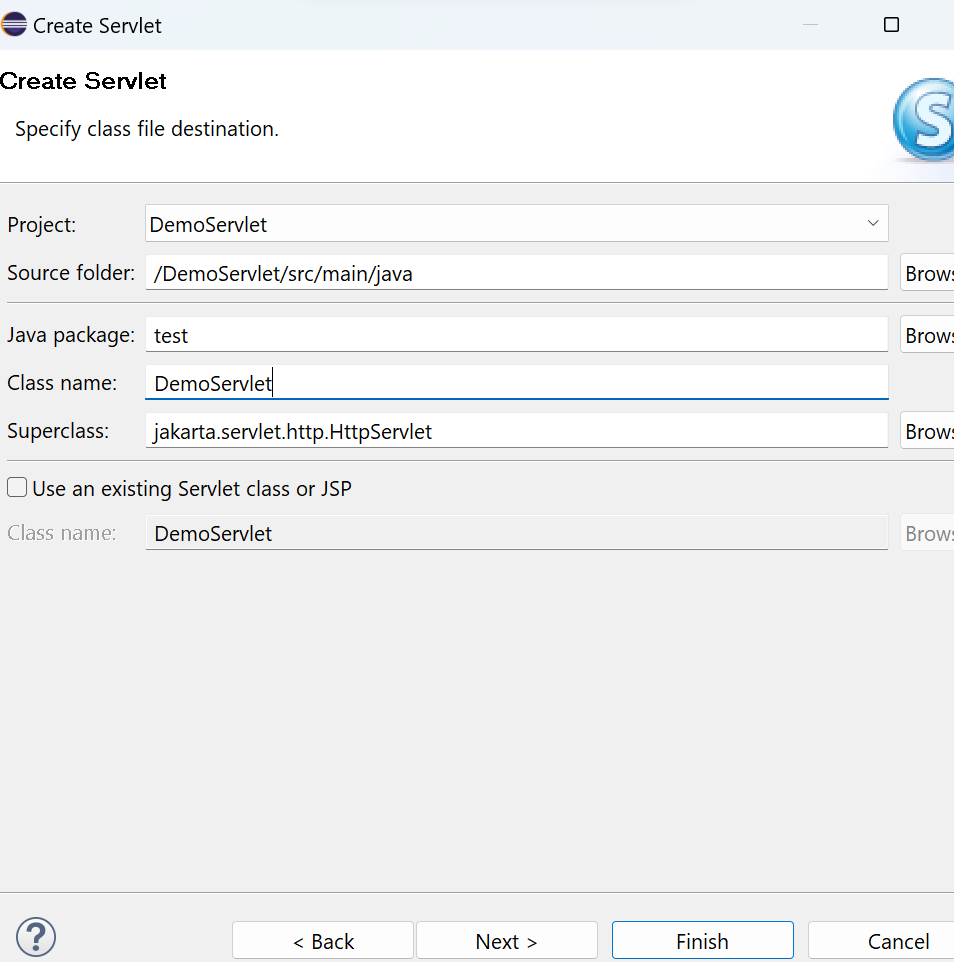 Create Servlet
Create Servlet
Specify class file destination.
S
Project: DemoServlet
Source folder: /DemoServlet/src/main/java Brows
Java package: test Brows
Class name: DemoServlet
Superclass: jakarta.servlet.http.HttpServlet Brows
Use an existing Servlet class or JSP
Class name: DemoServlet Brows
? < Back Next > Finish Cancel